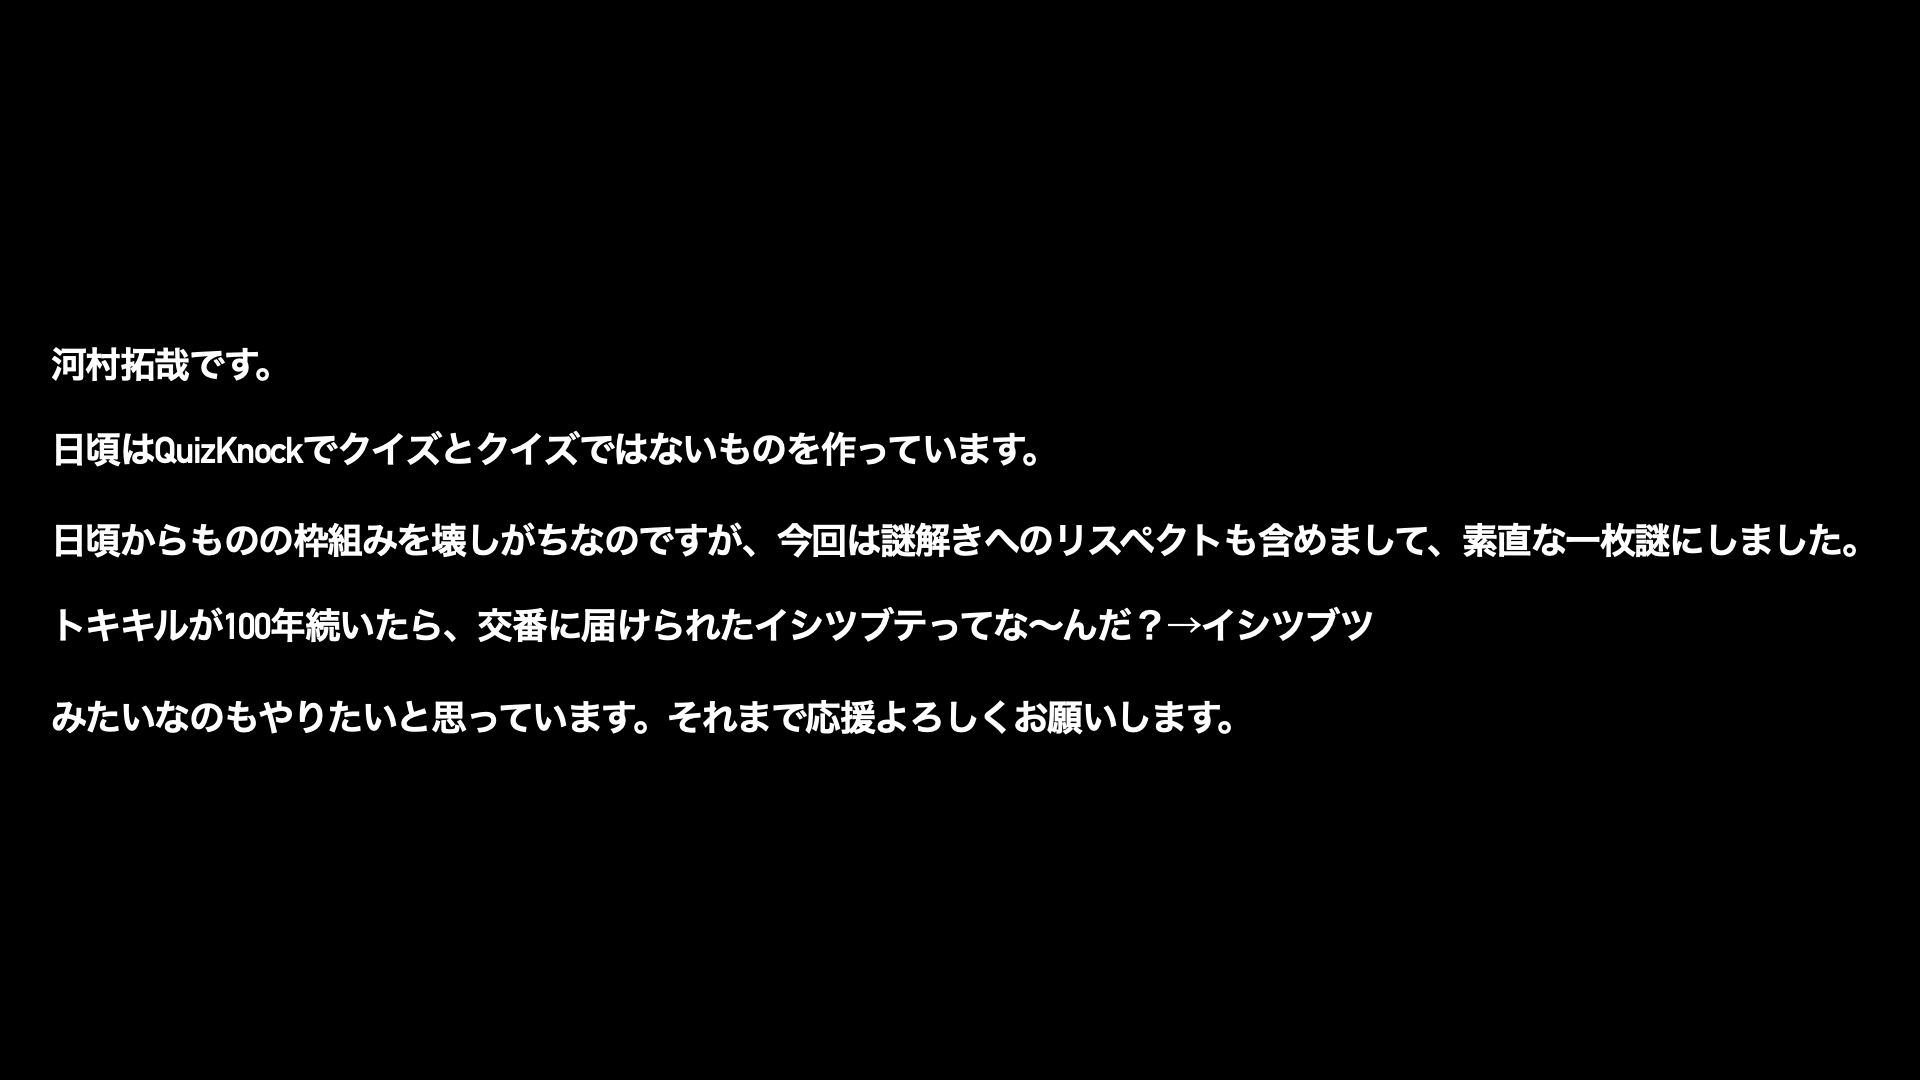 河村拓哉です。
日頃はQuizKnockでクイズとクイズではないものを作っています。
日頃からものの枠組みを壊しがちなのですが、今回は謎解きへのリスペクトも含めまして、素直な一枚謎にしました。
トキキルが100年続いたら、交番に届けられたイシツブテってな〜んだ？→イシツブツ
みたいなのもやりたいと思っています。それまで応援よろしくお願いします。